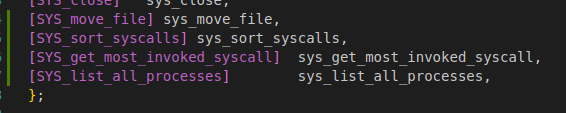 [SYS_close] sys_close,
[SYS_move_file] sys_move_file,
[SYS_sort_syscalls] sys_sort_syscalls,
[SYS_get_most_invoked_syscall] sys_get_most_invoked_syscall,
[SYS_list_all_processes] sys_list_all_processes,
};